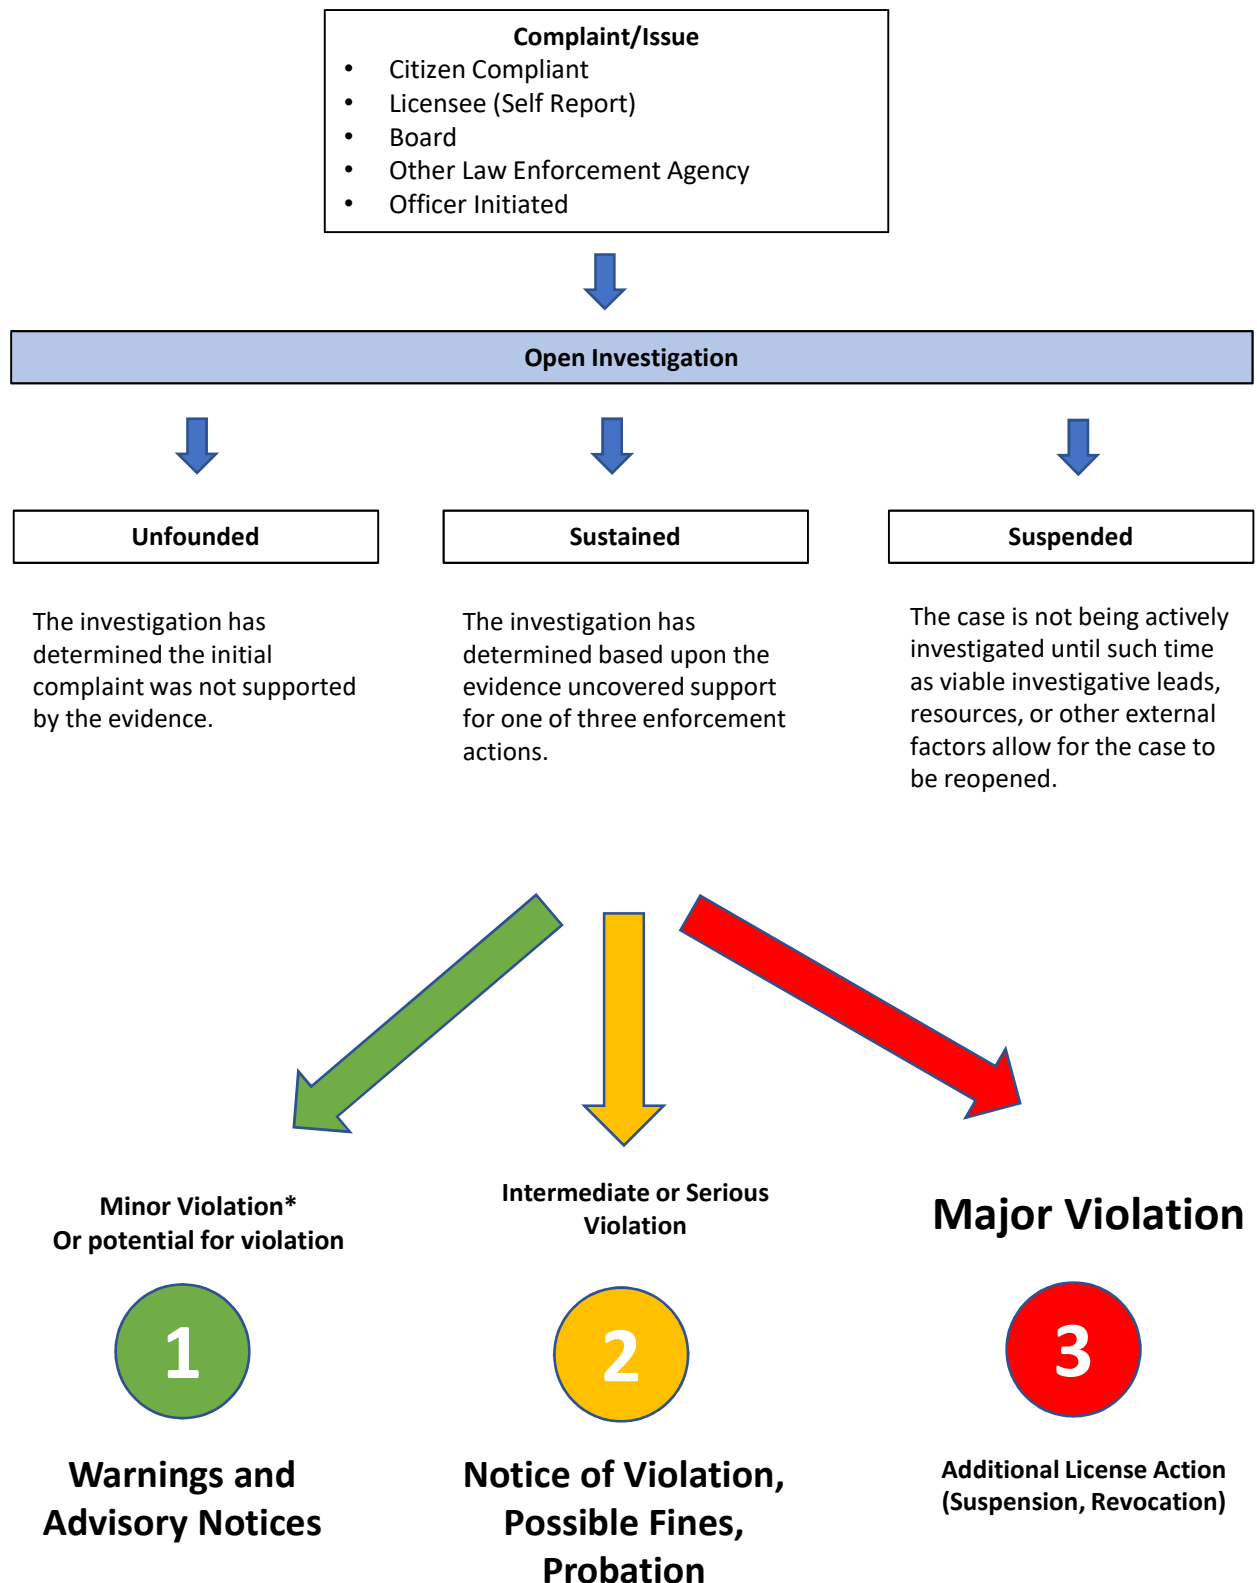 Complaint/Issue
• Citizen Compliant
• Licensee (Self Report)
• Board
• Other Law Enforcement Agency
• Officer Initiated
Open Investigation
Unfounded
Sustained
Suspended
The investigation has
determined the initial
complaint was not supported
by the evidence.
The investigation has
determined based upon the
evidence uncovered support
for one of three enforcement
actions.
The case is not being actively
investigated until such time
as viable investigative leads,
resources, or other external
factors allow for the case to
be reopened.
Minor Violation*
Or potential for violation
Intermediate or Serious
Violation
Major Violation
1
2
3
Warnings and
Advisory Notices
Notice of Violation,
Possible Fines,
Probation
Additional License Action
(Suspension, Revocation)